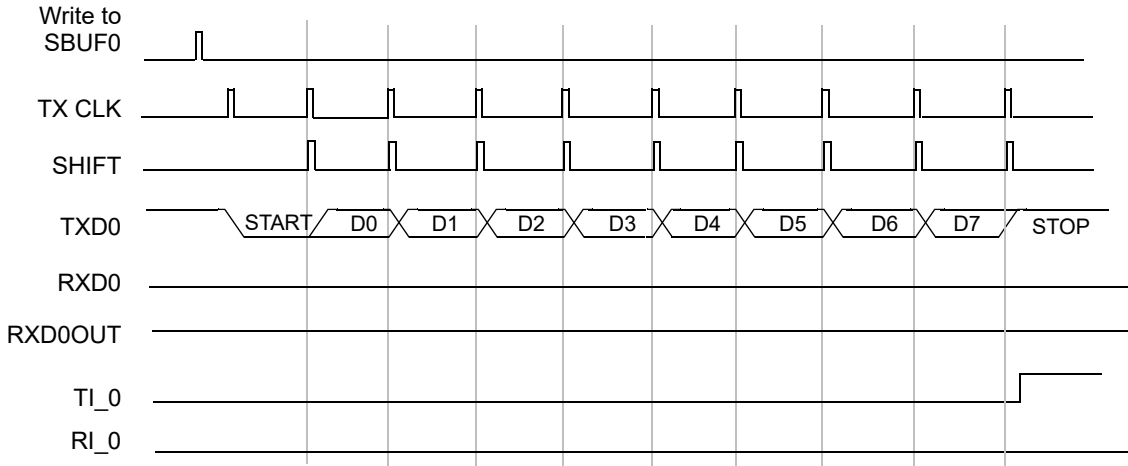 Write to
SBUF0
TX CLK
SHIFT
TXD0 START D0 D1 D2 D3 D4 D5 D6 D7 STOP
RXD0
RXD0OUT
TI_0
RI_0